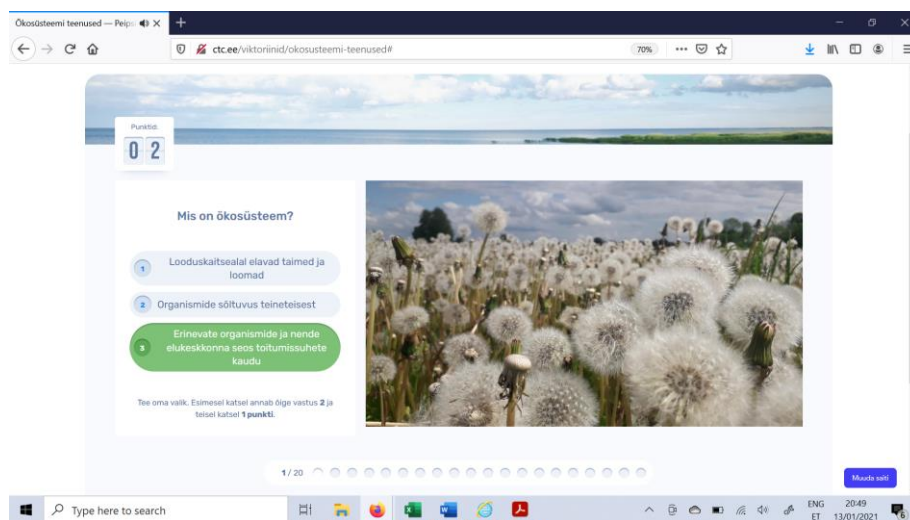 Ökosüsteemi teenused — Peips
ctc.ee/viktoriinid/okosusteemi-teenused#
70%
Punktid:
0 2
Mis on ökosüsteem?
1 Looduskaitsealal elavad taimed ja
loomad
2 Organismide sõltuvus teineteisest
3 Erinevate organismide ja nende
elukeskkonna seos toitumissuhete
kaudu
Tee oma valik. Esimesel katsel annab õige vastus 2 ja
teisel katsel 1 punkti.
1 / 20
Muuda saiti
Type here to search
ENG
ET
20:49
13/01/2021
6